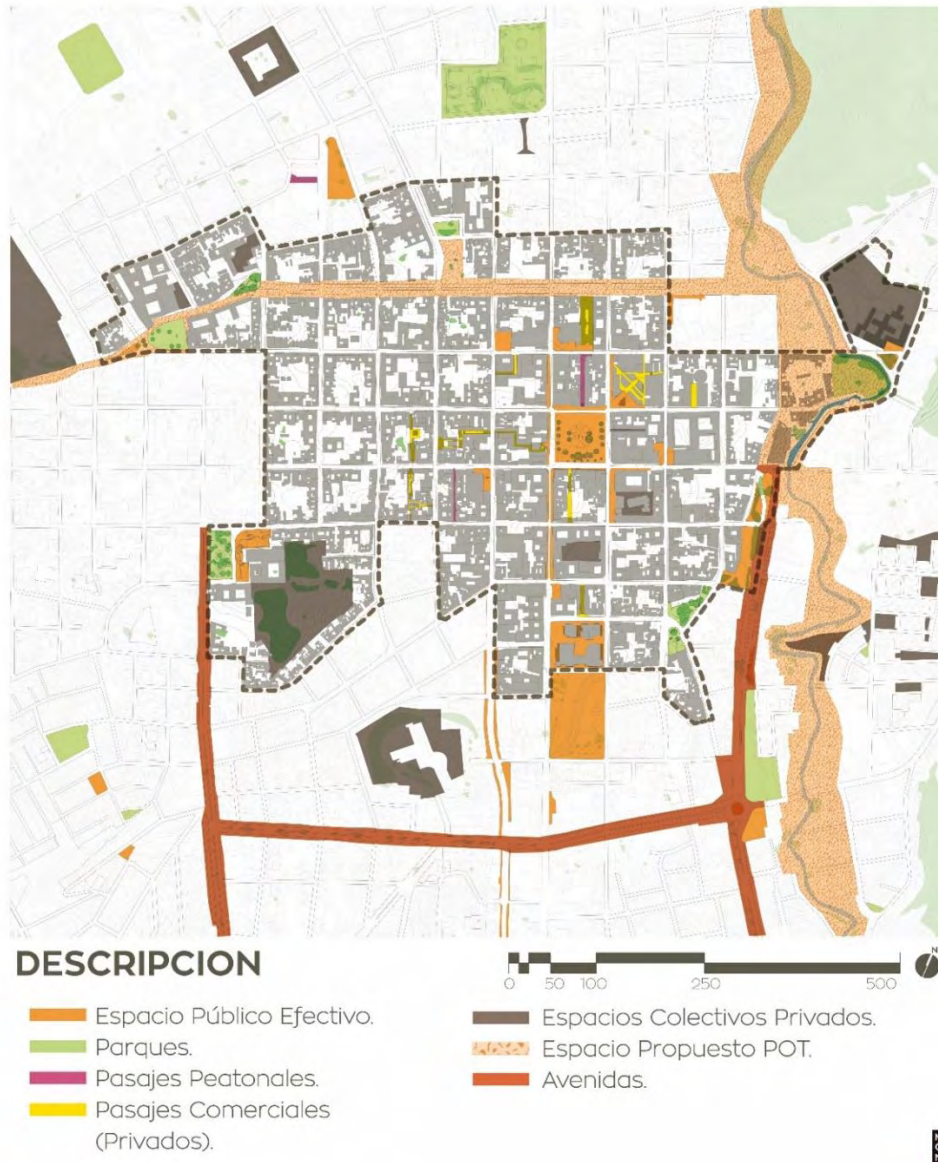 DESCRIPCION
0 50 100 250 500
N
Espacio Público Efectivo.
Parques.
Pasajes Peatonales.
Pasajes Comerciales
(Privados).
Espacios Colectivos Privados.
Espacio Propuesto POT.
Avenidas.